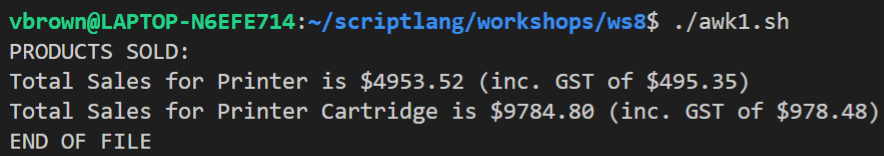 vbrown@LAPTOP-N6EFE714:~/scriptlang/workshops/ws8$ ./awk1.sh
PRODUCTS SOLD:
Total Sales for Printer is $4953.52 (inc. GST of $495.35)
Total Sales for Printer Cartridge is $9784.80 (inc. GST of $978.48)
END OF FILE